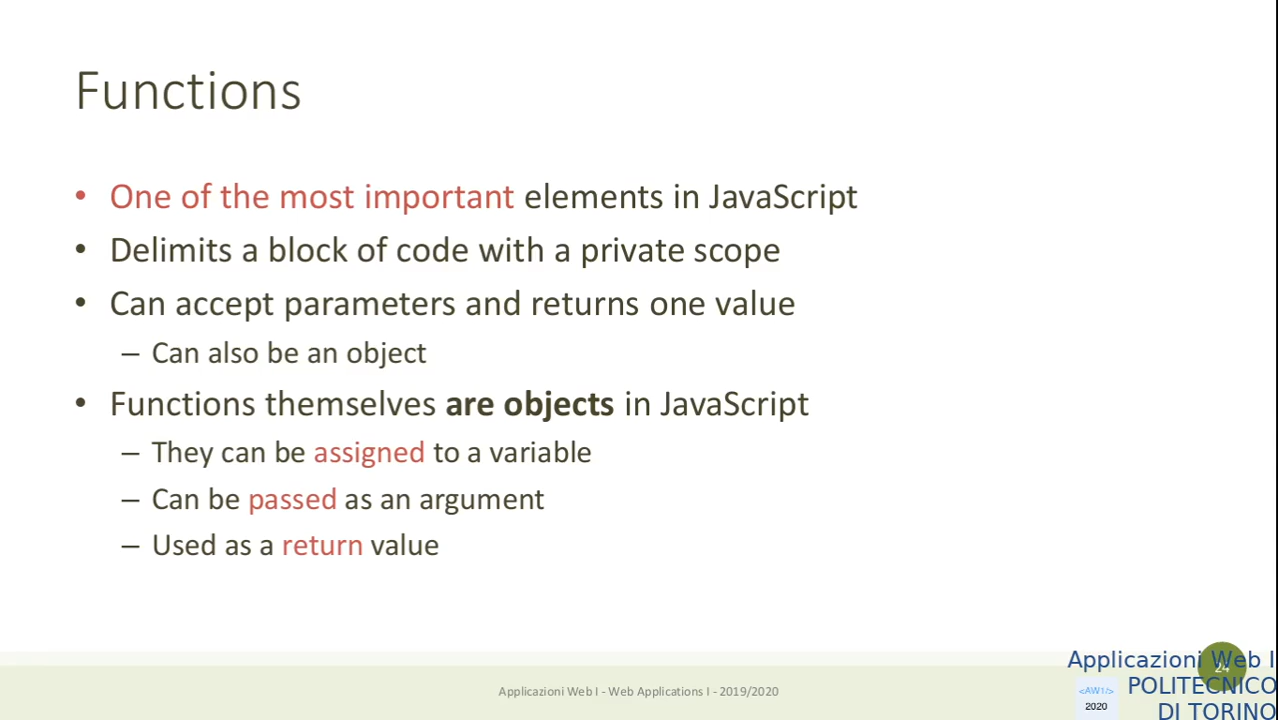 Functions
• One of the most important elements in JavaScript
• Delimits a block of code with a private scope
• Can accept parameters and returns one value
– Can also be an object
• Functions themselves are objects in JavaScript
– They can be assigned to a variable
– Can be passed as an argument
– Used as a return value
Applicazioni Web I - Web Applications I - 2019/2020
24
Applicazioni Web I
POLITECNICO
DI TORINO
<AW1/>
2020